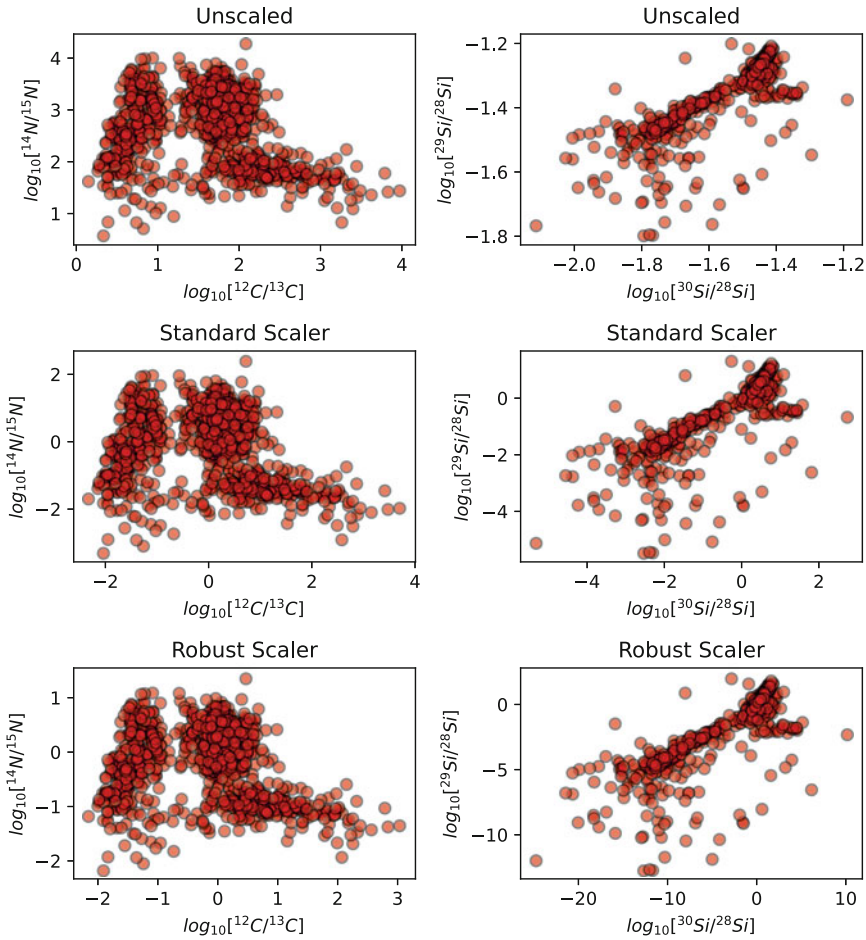 Unscaled
4
3
2
1
log₁₀[¹⁴N/¹⁵N]
0 1 2 3 4
log₁₀[¹²C/¹³C]
Unscaled
−1.2
−1.4
−1.6
−1.8
log₁₀[²⁹Si/²⁸Si]
−2.0 −1.8 −1.6 −1.4 −1.2
log₁₀[³⁰Si/²⁸Si]
Standard Scaler
2
0
−2
log₁₀[¹⁴N/¹⁵N]
−2 0 2 4
log₁₀[¹²C/¹³C]
Standard Scaler
0
−2
−4
log₁₀[²⁹Si/²⁸Si]
−4 −2 0 2
log₁₀[³⁰Si/²⁸Si]
Robust Scaler
1
0
−1
−2
log₁₀[¹⁴N/¹⁵N]
−2 −1 0 1 2 3
log₁₀[¹²C/¹³C]
Robust Scaler
0
−5
−10
log₁₀[²⁹Si/²⁸Si]
−20 −10 0 10
log₁₀[³⁰Si/²⁸Si]